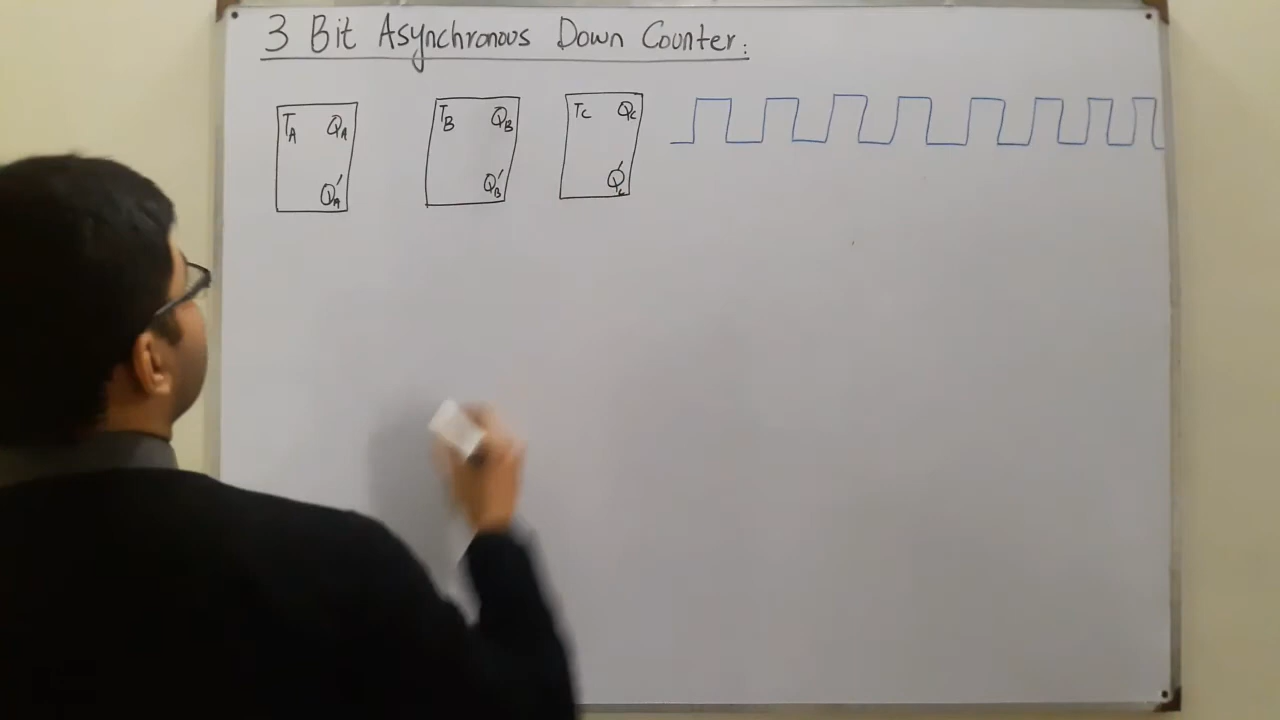 3 Bit Asynchronous Down Counter:
TA QA TB QB TC QC
QA' QB' QC'